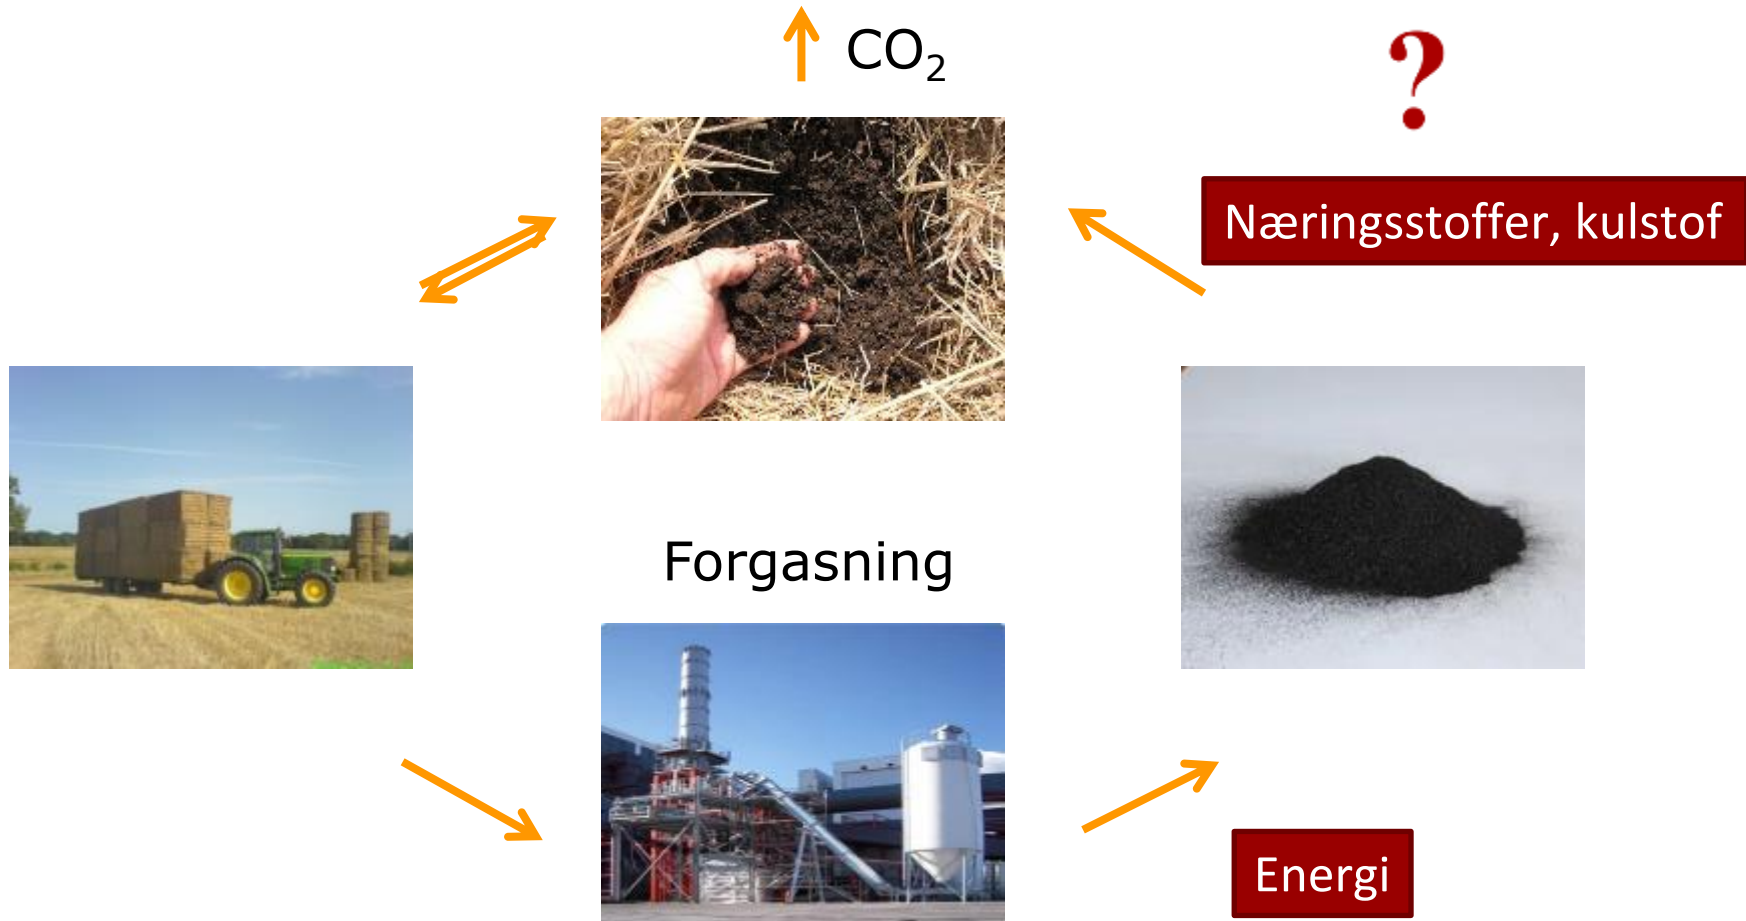 CO₂
?
Næringsstoffer, kulstof
Forgasning
Energi